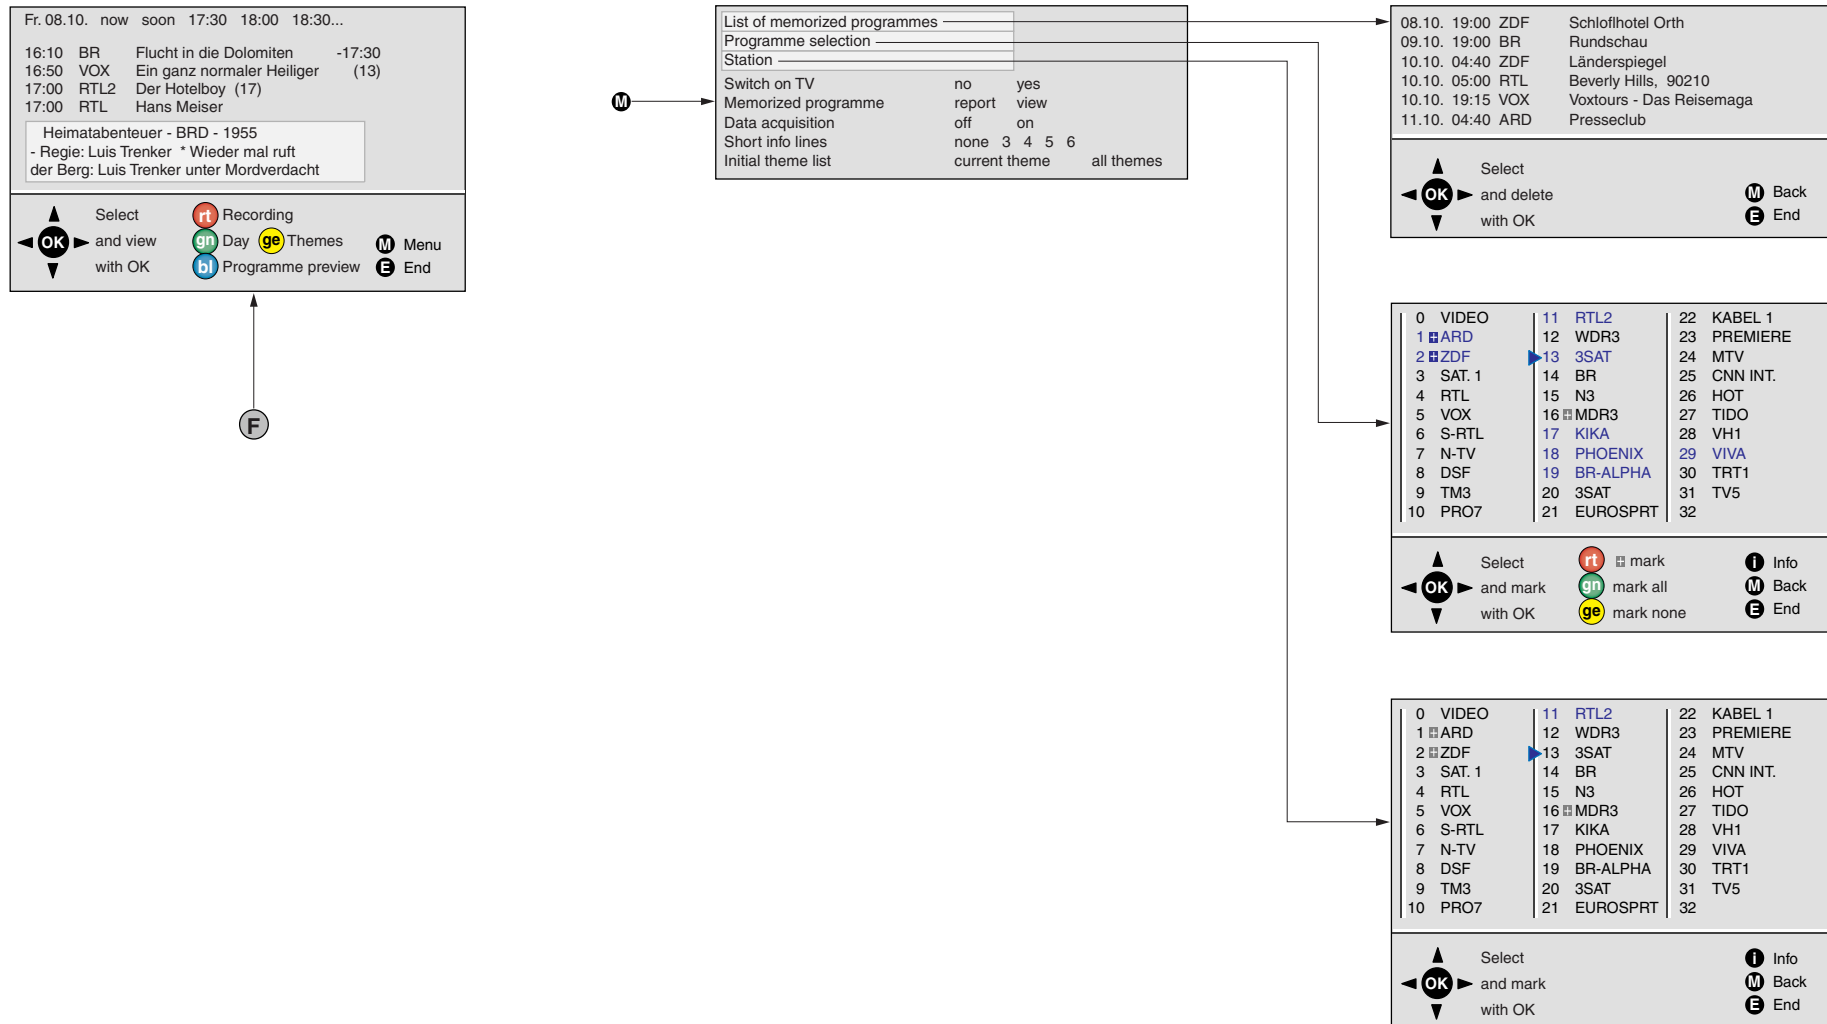 Fr. 08.10. now soon 17:30 18:00 18:30...
16:10 BR Flucht in die Dolomiten -17:30
16:50 VOX Ein ganz normaler Heiliger (13)
17:00 RTL2 Der Hotelboy (17)
17:00 RTL Hans Meiser
Heimatabenteuer - BRD - 1955
- Regie: Luis Trenker * Wieder mal ruft
der Berg: Luis Trenker unter Mordverdacht
Select
and view
with OK
OK
rt Recording
gn Day ge Themes
bl Programme preview
M Menu
E End
F
M
List of memorized programmes
Programme selection
Station
Switch on TV no yes
Memorized programme report view
Data acquisition off on
Short info lines none 3 4 5 6
Initial theme list current theme all themes
08.10. 19:00 ZDF Schloflhotel Orth
09.10. 19:00 BR Rundschau
10.10. 04:40 ZDF Länderspiegel
10.10. 05:00 RTL Beverly Hills, 90210
10.10. 19:15 VOX Voxtours - Das Reisemaga
11.10. 04:40 ARD Presseclub
Select
and delete
with OK
OK
M Back
E End
0 VIDEO 11 RTL2 22 KABEL 1
1 ARD 12 WDR3 23 PREMIERE
2 ZDF 13 3SAT 24 MTV
3 SAT. 1 14 BR 25 CNN INT.
4 RTL 15 N3 26 HOT
5 VOX 16 MDR3 27 TIDO
6 S-RTL 17 KIKA 28 VH1
7 N-TV 18 PHOENIX 29 VIVA
8 DSF 19 BR-ALPHA 30 TRT1
9 TM3 20 3SAT 31 TV5
10 PRO7 21 EUROSPRT 32
Select
and mark
with OK
OK
rt mark
gn mark all
ge mark none
i Info
M Back
E End
0 VIDEO 11 RTL2 22 KABEL 1
1 ARD 12 WDR3 23 PREMIERE
2 ZDF 13 3SAT 24 MTV
3 SAT. 1 14 BR 25 CNN INT.
4 RTL 15 N3 26 HOT
5 VOX 16 MDR3 27 TIDO
6 S-RTL 17 KIKA 28 VH1
7 N-TV 18 PHOENIX 29 VIVA
8 DSF 19 BR-ALPHA 30 TRT1
9 TM3 20 3SAT 31 TV5
10 PRO7 21 EUROSPRT 32
Select
and mark
with OK
OK
i Info
M Back
E End